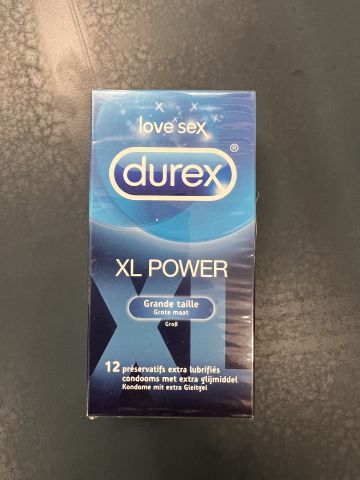 love sex
durex®
XL POWER
XL
Grande taille
Grote maat
Groß
12 préservatifs extra lubrifiés
condooms met extra glijmiddel
Kondome mit extra Gleitgel